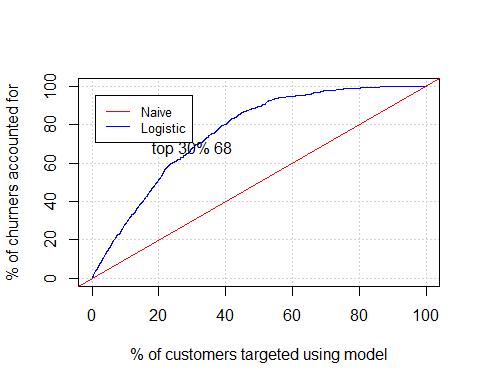 % of churners accounted for
100
80
60
40
20
0
Naive
Logistic
top 30% 68
0 20 40 60 80 100
% of customers targeted using model